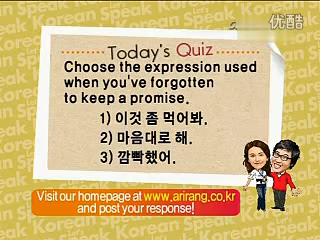 优酷
Today's Quiz
Choose the expression used
when you've forgotten
to keep a promise.
1) 이것 좀 먹어봐.
2) 마음대로 해.
3) 깜빡했어.
Visit our homepage at www.arirang.co.kr
and post your response!